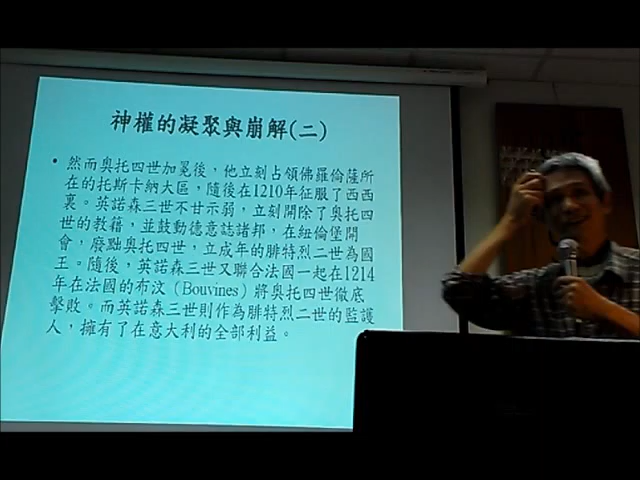 神權的凝聚與崩解(二)
• 然而奧托四世加冕後，他立刻占領佛羅倫薩所
在的托斯卡納大區，隨後在1210年征服了西西
裏。英諾森三世不甘示弱，立刻開除了奧托四
世的教籍，並鼓動德意誌諸邦，在紐倫堡開
會，廢黜奧托四世，立成年的腓特烈二世為國
王。隨後，英諾森三世又聯合法國一起在1214
年在法國的布汶（Bouvines）將奧托四世徹底
擊敗。而英諾森三世則作為腓特烈二世的監護
人，擁有了在意大利的全部利益。